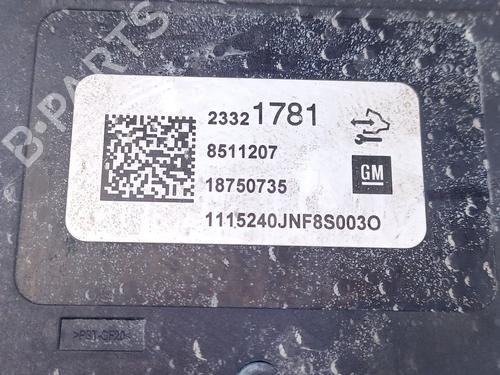 B-PARTS
23321781
8511207
18750735
GM
1115240JNF8S003O
>PBT-GF20<